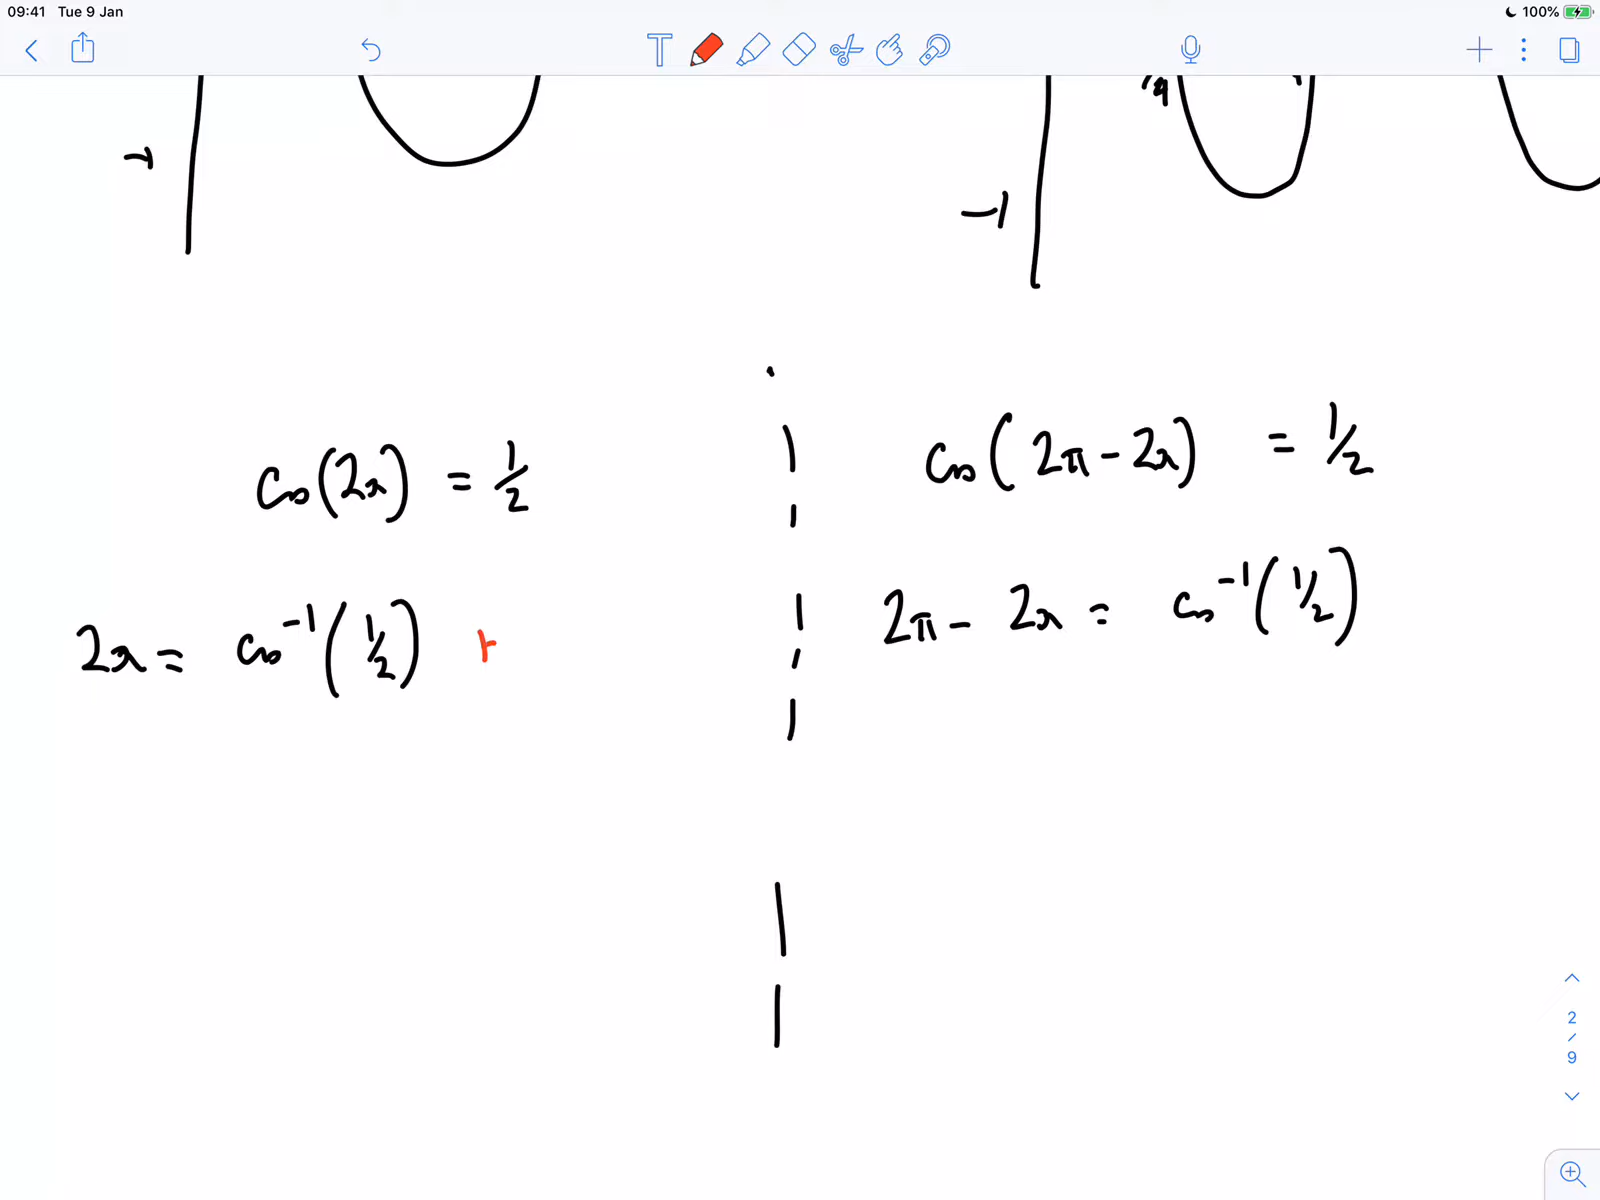 09:41 Tue 9 Jan 100%
T
-1
-1
cos(2x) = 1/2
cos(2π - 2x) = 1/2
2x = cos⁻¹(1/2) +
2π - 2x = cos⁻¹(1/2)
2
/
9